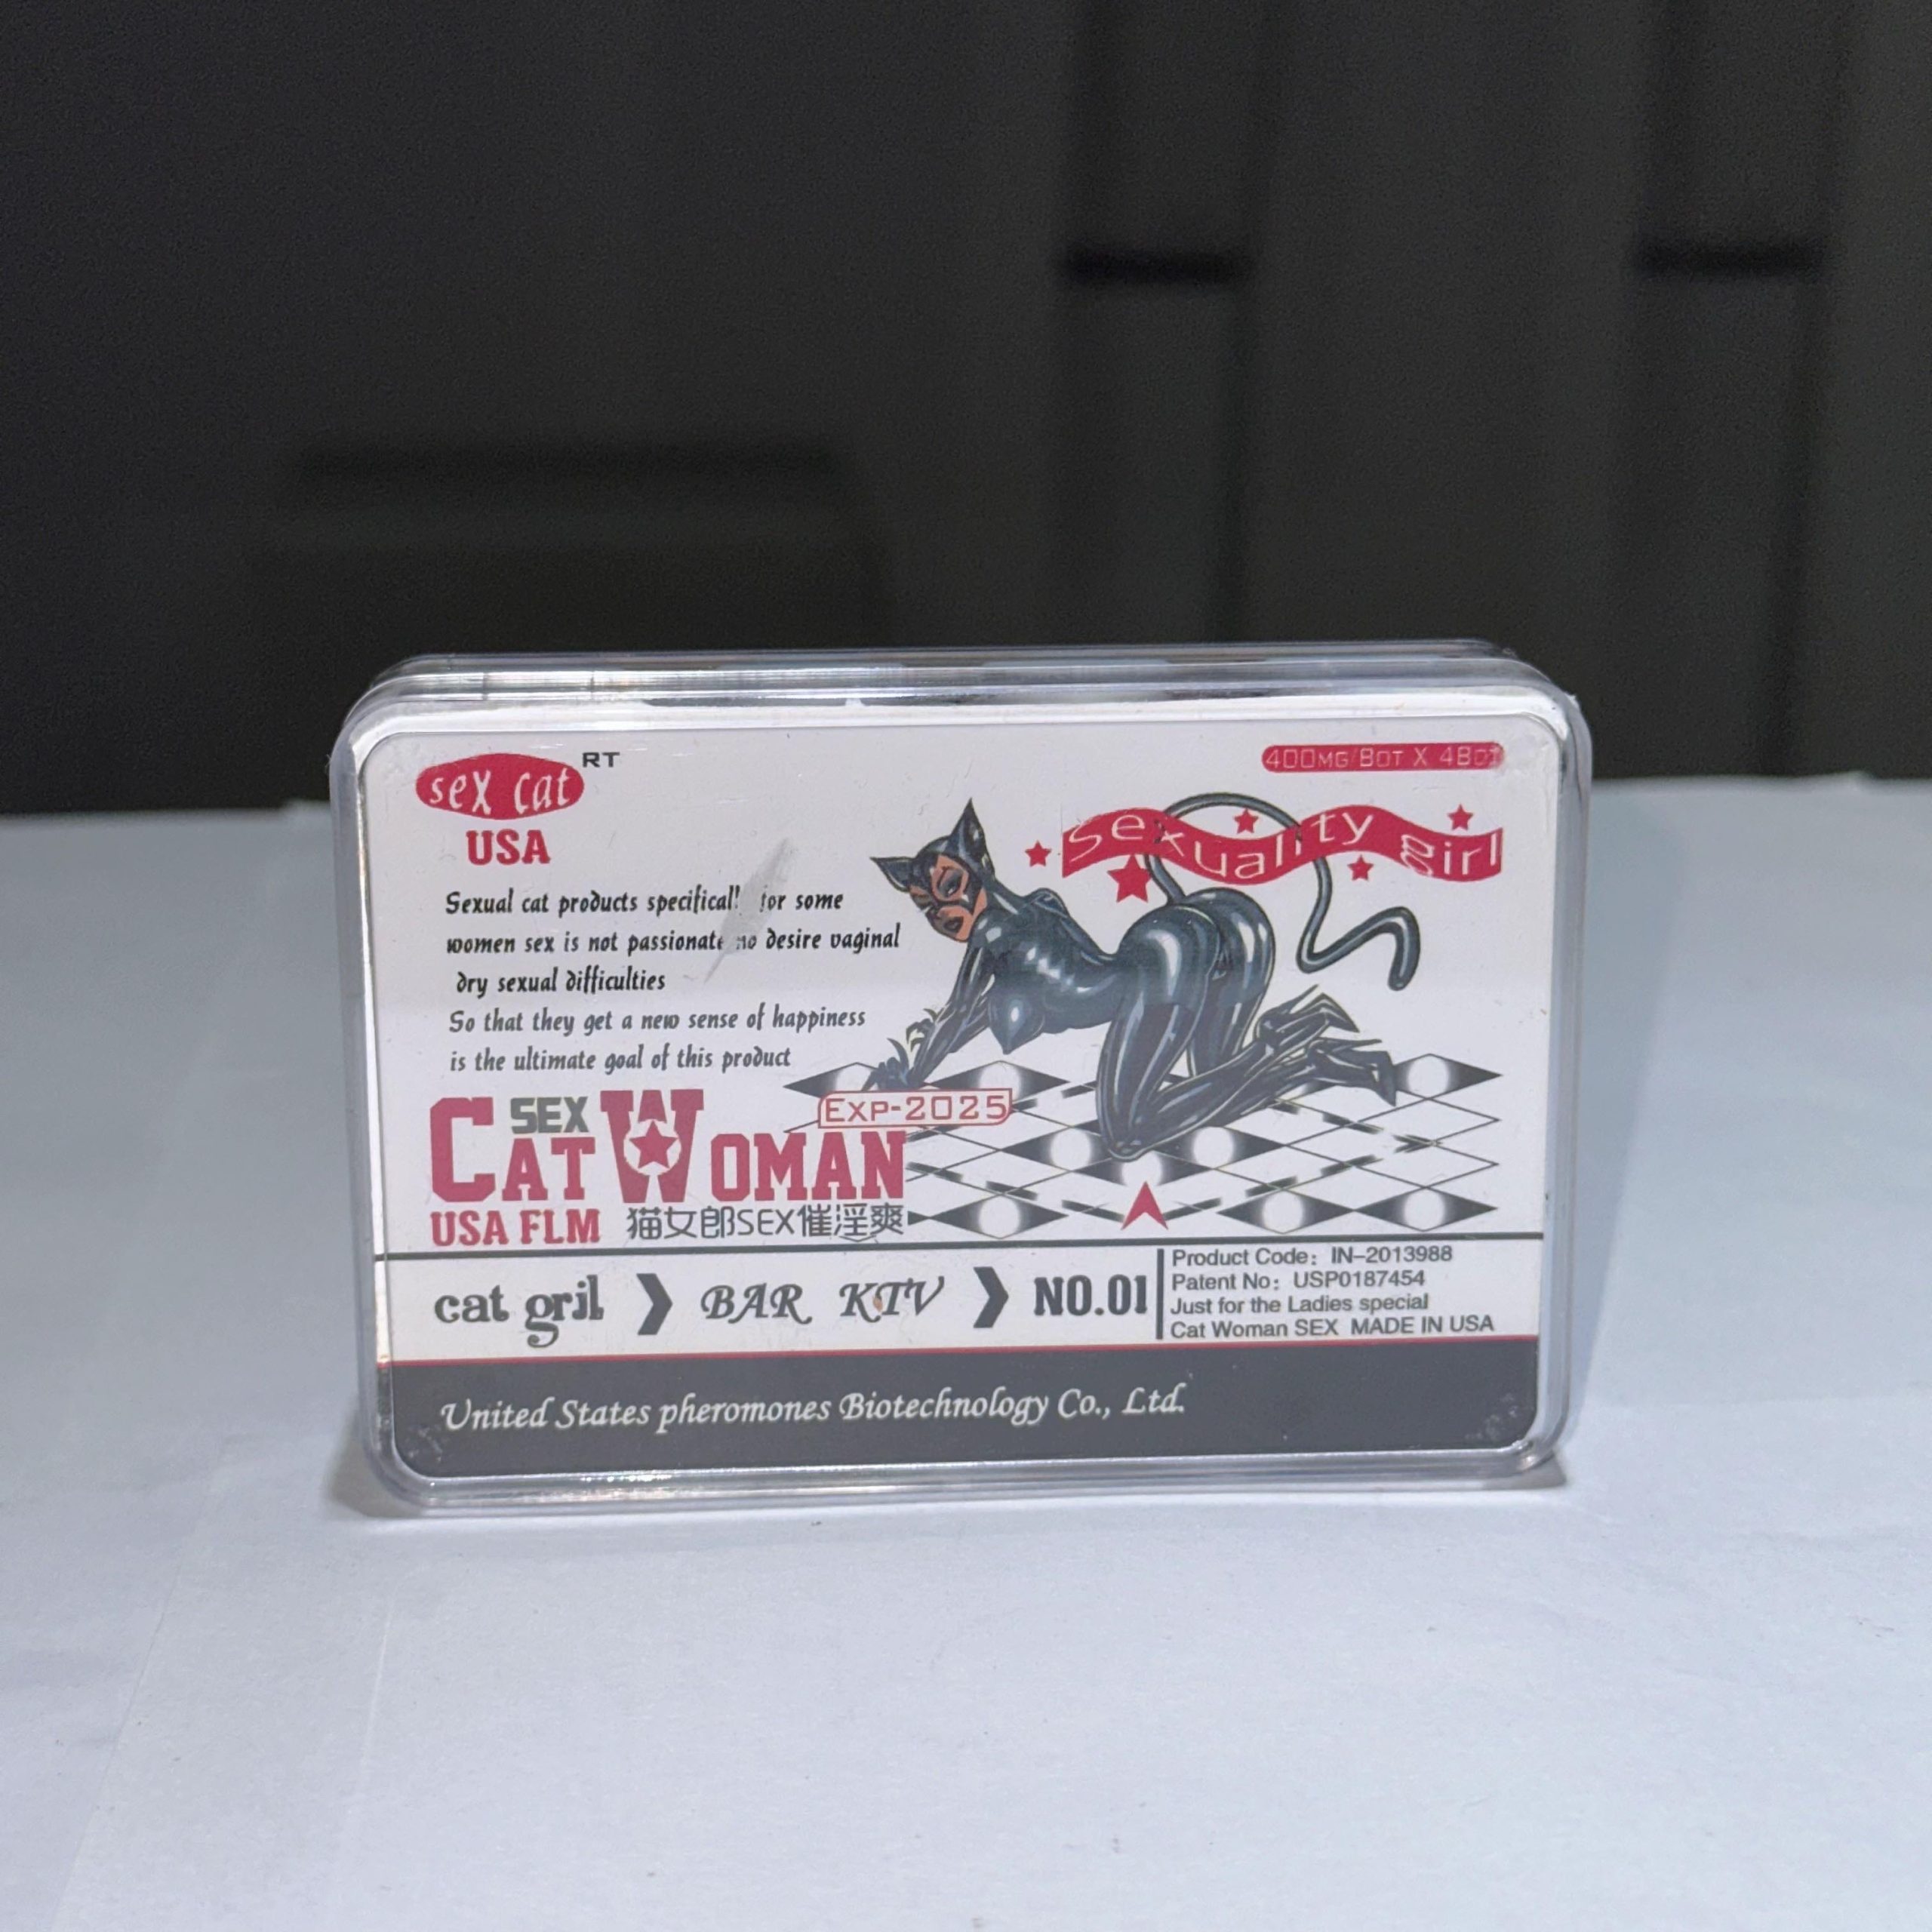 sex cat RT
USA
400MG/BOT X 4BOT
sexuality girl
Sexual cat products specifically for some
women sex is not passionate no desire vaginal
dry sexual difficulties
So that they get a new sense of happiness
is the ultimate goal of this product
EXP-2025
SEX
CAT WOMAN
USA FLM 猫女郎SEX催淫爽
cat gril BAR KTV NO.01
Product Code: IN-2013988
Patent No: USP0187454
Just for the Ladies special
Cat Woman SEX MADE IN USA
United States pheromones Biotechnology Co., Ltd.